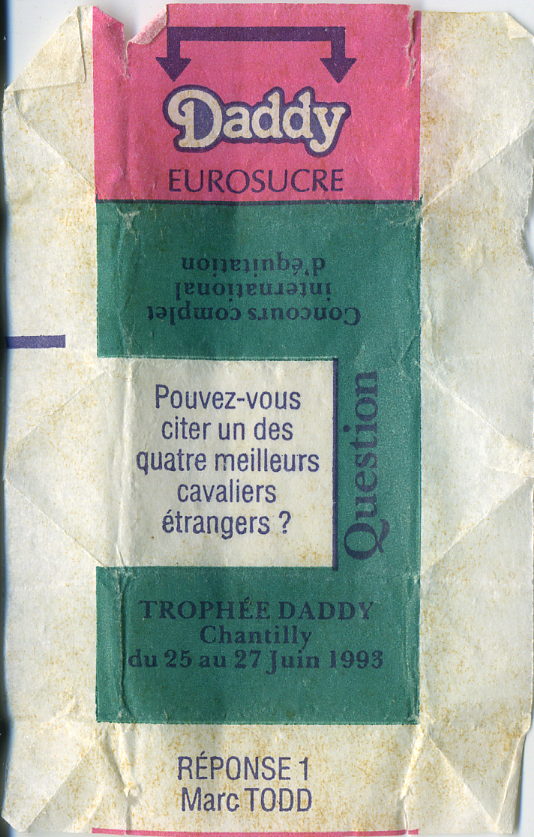 Daddy
EUROSUCRE
Concours complet
international
d'équitation
Pouvez-vous
citer un des
quatre meilleurs
cavaliers
étrangers ?
Question
TROPHÉE DADDY
Chantilly
du 25 au 27 Juin 1993
RÉPONSE 1
Marc TODD